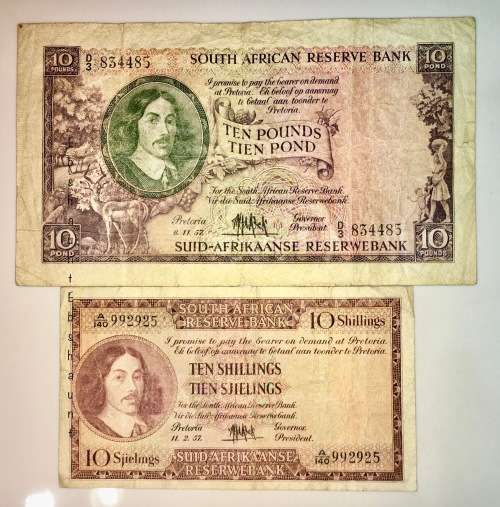 10 POUNDS
D/3 834485
SOUTH AFRICAN RESERVE BANK
10 POND
I promise to pay the bearer on demand
at Pretoria. Ek beloof op aanvraag
te betaal aan toonder te
Pretoria.
TEN POUNDS
TIEN POND
For the South African Reserve Bank.
Vir die Suid-Afrikaanse Reserwebank.
Pretoria
Governor
6.11.57.
President.
D/3 834485
10 POUNDS
SUID-AFRIKAANSE RESERWEBANK
10 POND
A/140 992925
SOUTH AFRICAN
RESERVE BANK
10 Shillings
I promise to pay the bearer on demand at Pretoria.
Ek beloof op aanvraag te betaal aan toonder te Pretoria.
TEN SHILLINGS
TIEN SJIELINGS
For the South African Reserve Bank.
Vir die Suid-Afrikaanse Reserwebank.
Pretoria
Governor.
11.2.57.
President.
A/140 992925
10 Sjielings
SUID-AFRIKAANSE
RESERWEBANK